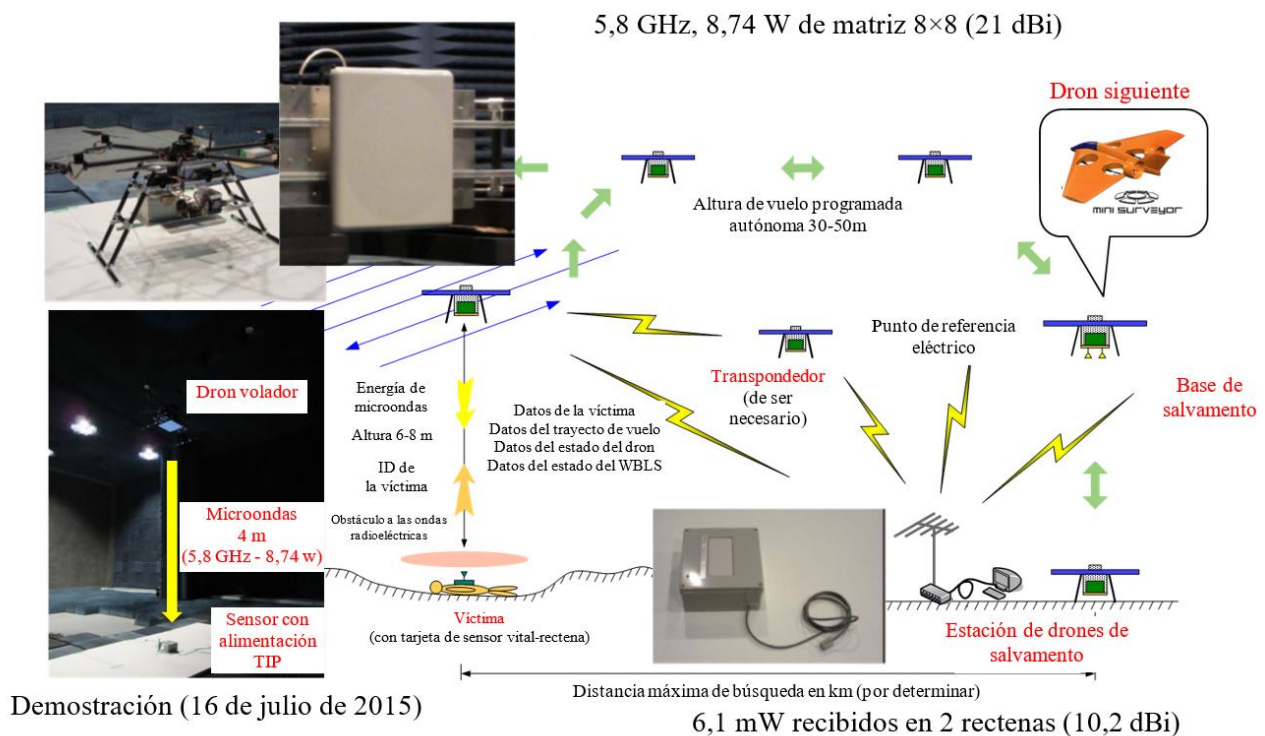 5,8 GHz, 8,74 W de matriz 8×8 (21 dBi)
Dron siguiente
mini surveyor
Altura de vuelo programada
autónoma 30-50m
Punto de referencia
eléctrico
Transpondedor
(de ser
necesario)
Base de
salvamento
Dron volador
Microondas
4 m
(5,8 GHz - 8,74 w)
Sensor con
alimentación
TIP
Energía de
microondas
Altura 6-8 m
ID de
la víctima
Obstáculo a las ondas
radioeléctricas
Datos de la víctima
Datos del trayecto de vuelo
Datos del estado del dron
Datos del estado del WBLS
Víctima
(con tarjeta de sensor vital-rectena)
Estación de drones de
salvamento
Distancia máxima de búsqueda en km (por determinar)
Demostración (16 de julio de 2015)
6,1 mW recibidos en 2 rectenas (10,2 dBi)